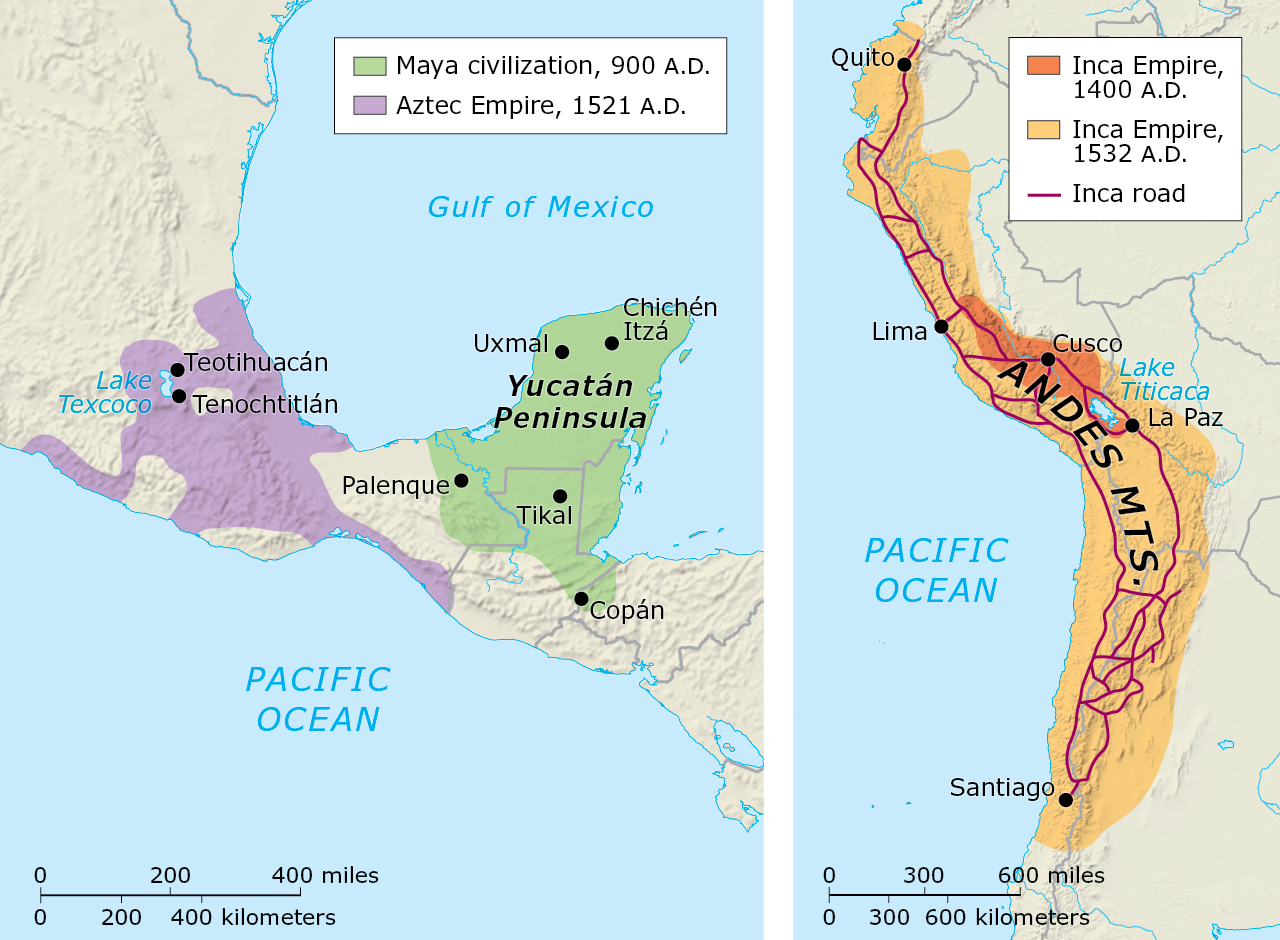 Maya civilization, 900 A.D.
Aztec Empire, 1521 A.D.
Gulf of Mexico
Chichén
Itzá
Uxmal
Yucatán
Peninsula
Teotihuacán
Lake
Texcoco
Tenochtitlán
Palenque
Tikal
Copán
PACIFIC
OCEAN
0 200 400 miles
0 200 400 kilometers
Quito
Inca Empire,
1400 A.D.
Inca Empire,
1532 A.D.
Inca road
Lima
Cusco
Lake
Titicaca
La Paz
ANDES MTS.
PACIFIC
OCEAN
Santiago
0 300 600 miles
0 300 600 kilometers